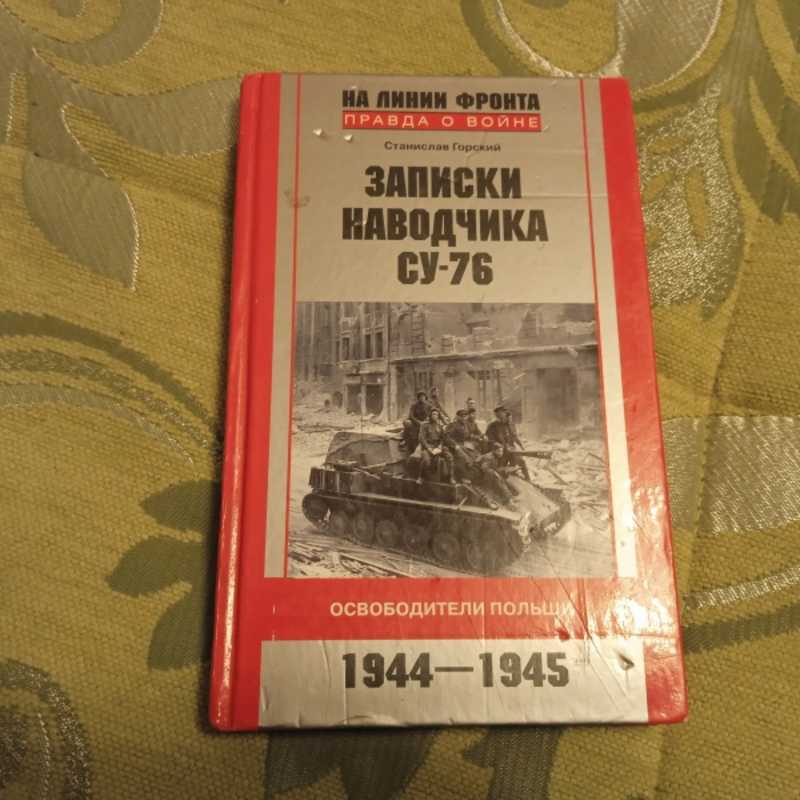 НА ЛИНИИ ФРОНТА
ПРАВДА О ВОЙНЕ
Станислав Горский
ЗАПИСКИ
НАВОДЧИКА
СУ-76
ОСВОБОДИТЕЛИ ПОЛЬШИ
1944—1945